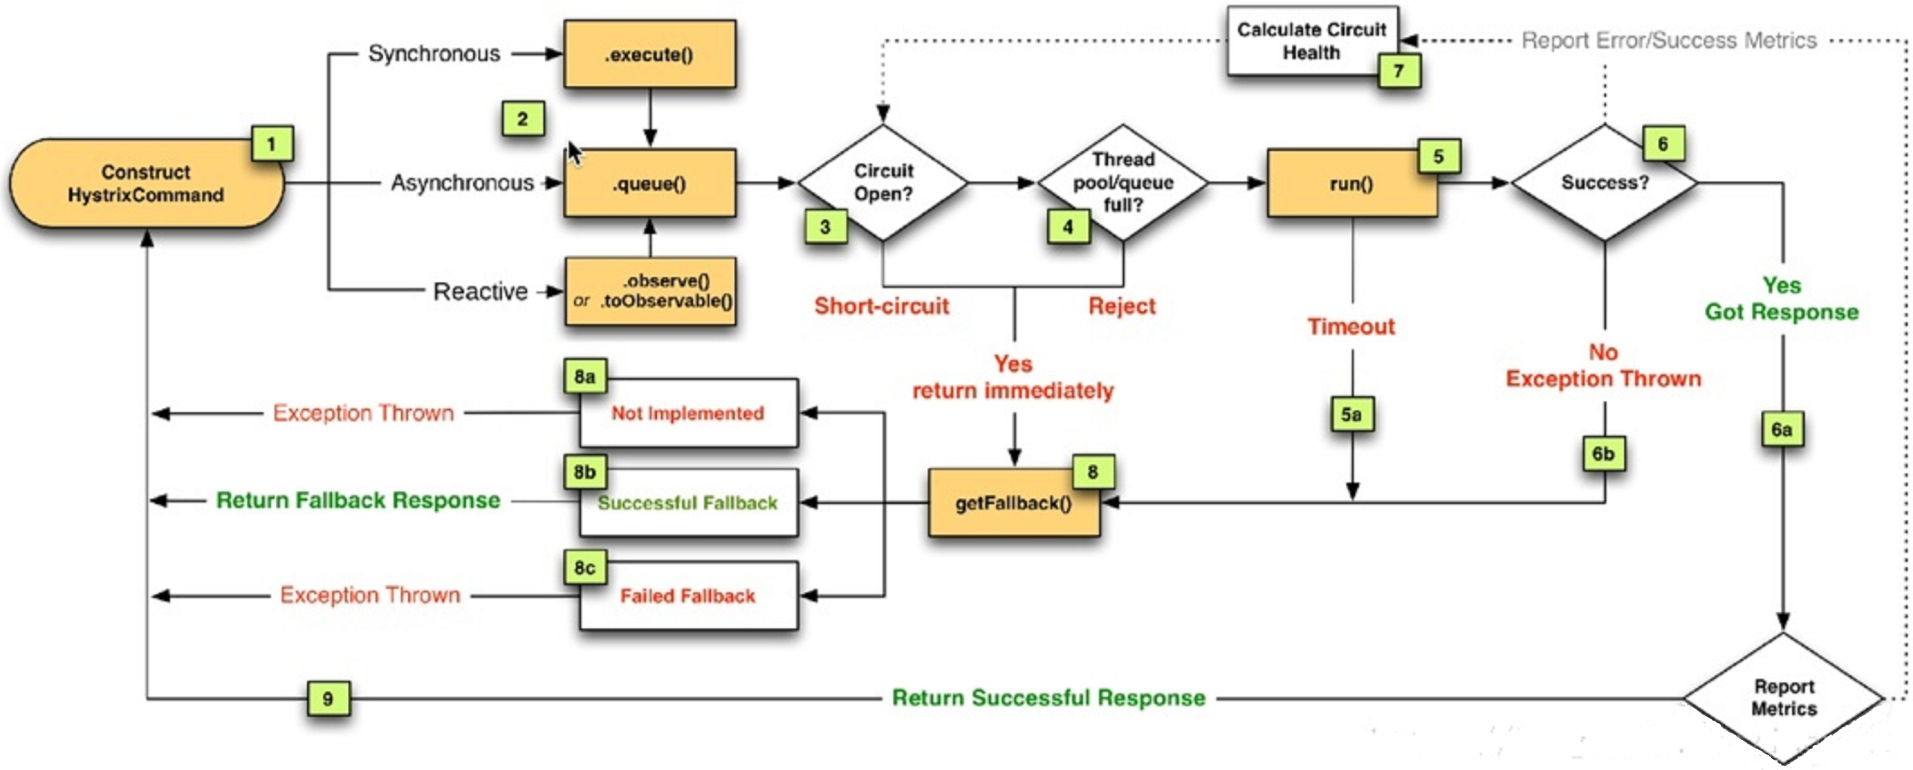 Calculate Circuit
Health
7
Report Error/Success Metrics
Synchronous
.execute()
2
1
Construct
HystrixCommand
Asynchronous
.queue()
Circuit
Open?
3
Thread
pool/queue
full?
4
run()
5
Success?
6
Reactive
.observe()
or .toObservable()
Short-circuit
Reject
Timeout
Yes
Got Response
Yes
return immediately
No
Exception Thrown
8a
Exception Thrown
Not Implemented
5a
6a
6b
8b
Return Fallback Response
Successful Fallback
8
getFallback()
8c
Exception Thrown
Failed Fallback
9
Return Successful Response
Report
Metrics